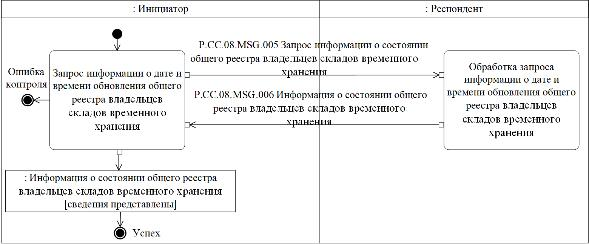 : Инициатор
: Респондент
P.CC.08.MSG.005 Запрос информации о состоянии
общего реестра владельцев складов временного
хранения
Ошибка
контроля
Запрос информации о дате и
времени обновления общего
реестра владельцев
складов временного
хранения
Обработка запроса
информации о дате и
времени обновления общего
реестра владельцев
складов временного
хранения
P.CC.08.MSG.006 Информация о состоянии общего
реестра владельцев складов временного
хранения
: Информация о состоянии общего реестра
владельцев складов временного хранения
[сведения представлены]
Успех